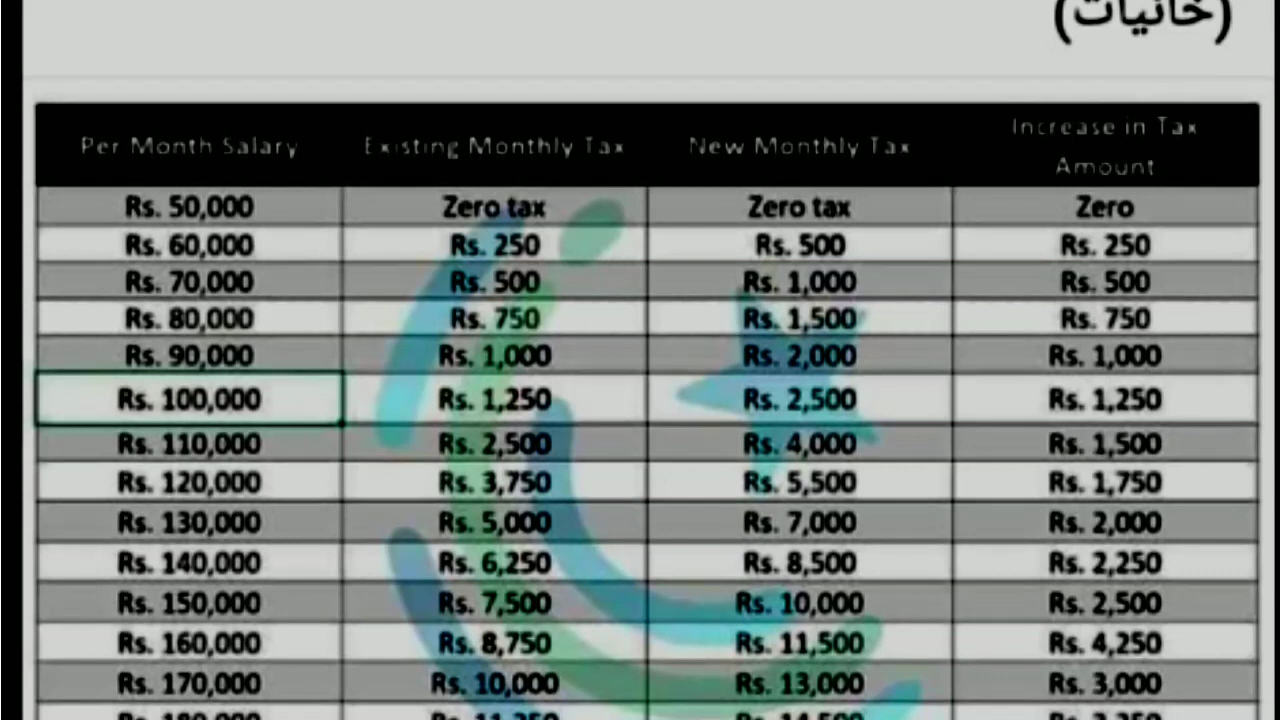 (خانیات)
Per Month Salary Existing Monthly Tax New Monthly Tax Increase in Tax Amount
Rs. 50,000 Zero tax Zero tax Zero
Rs. 60,000 Rs. 250 Rs. 500 Rs. 250
Rs. 70,000 Rs. 500 Rs. 1,000 Rs. 500
Rs. 80,000 Rs. 750 Rs. 1,500 Rs. 750
Rs. 90,000 Rs. 1,000 Rs. 2,000 Rs. 1,000
Rs. 100,000 Rs. 1,250 Rs. 2,500 Rs. 1,250
Rs. 110,000 Rs. 2,500 Rs. 4,000 Rs. 1,500
Rs. 120,000 Rs. 3,750 Rs. 5,500 Rs. 1,750
Rs. 130,000 Rs. 5,000 Rs. 7,000 Rs. 2,000
Rs. 140,000 Rs. 6,250 Rs. 8,500 Rs. 2,250
Rs. 150,000 Rs. 7,500 Rs. 10,000 Rs. 2,500
Rs. 160,000 Rs. 8,750 Rs. 11,500 Rs. 4,250
Rs. 170,000 Rs. 10,000 Rs. 13,000 Rs. 3,000